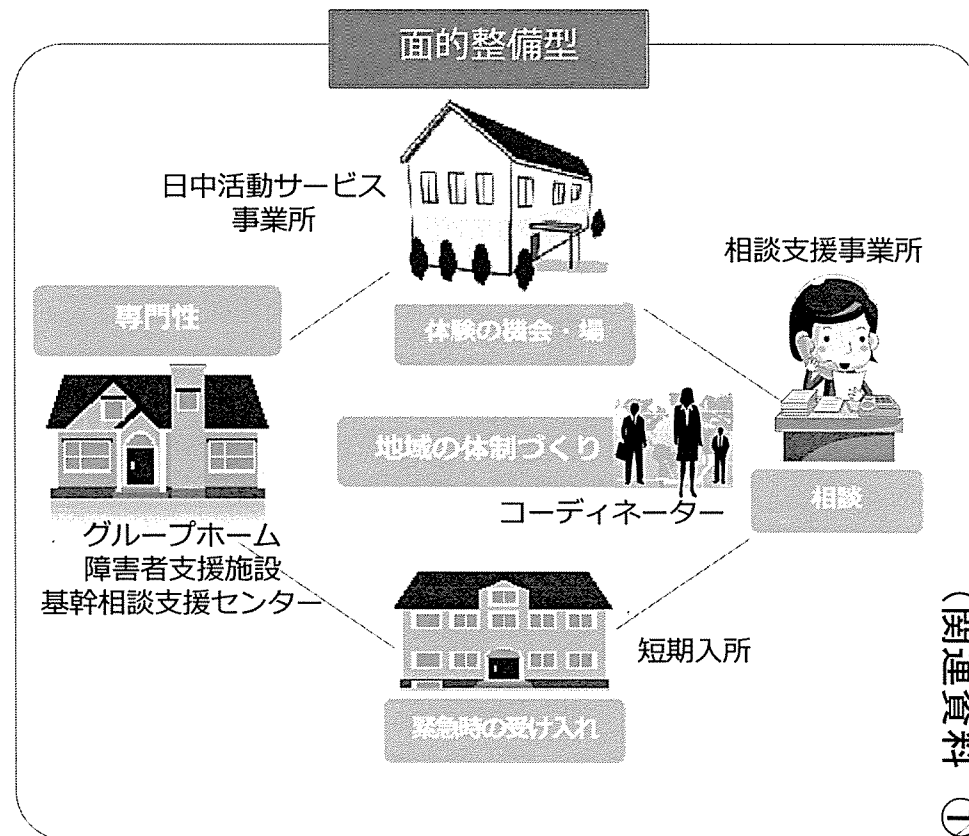 面的整備型
日中活動サービス
事業所
体験の機会・場
相談支援事業所
相談
専門性
グループホーム
障害者支援施設
基幹相談支援センター
地域の体制づくり
コーディネーター
短期入所
緊急時の受け入れ
（関連資料 ①